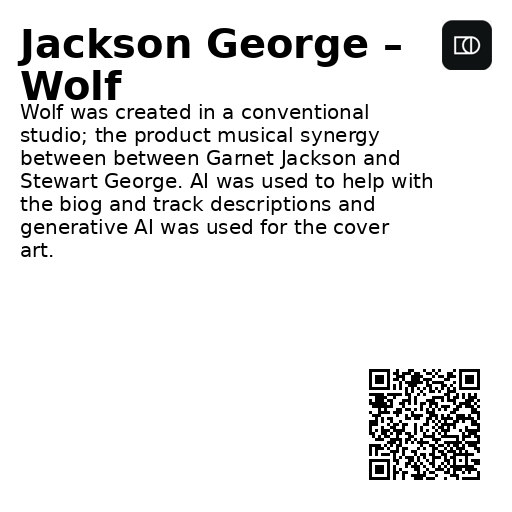 Jackson George –
Wolf
Wolf was created in a conventional
studio; the product musical synergy
between between Garnet Jackson and
Stewart George. AI was used to help with
the biog and track descriptions and
generative AI was used for the cover
art.